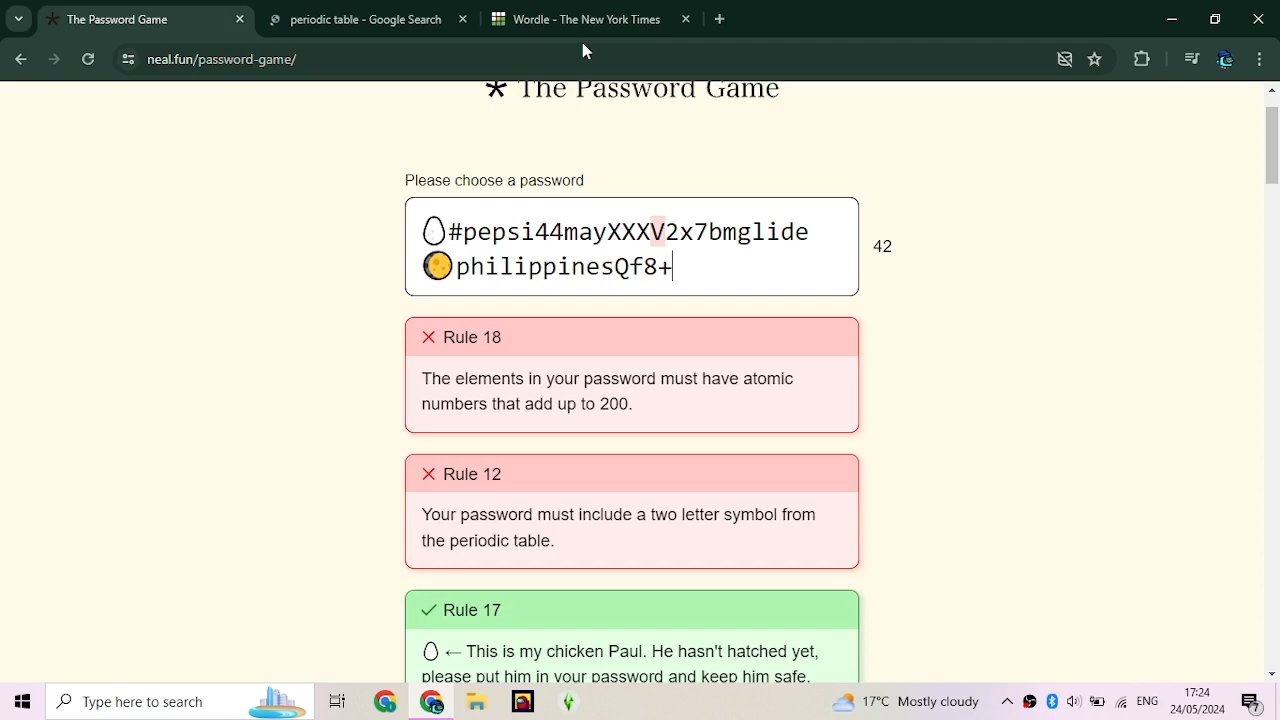 The Password Game
periodic table - Google Search
Wordle - The New York Times
neal.fun/password-game/
* The Password Game
Please choose a password
🥚#pepsi44mayXXXV2x7bmglide
🌔philippinesQf8+
42
Rule 18
The elements in your password must have atomic
numbers that add up to 200.
Rule 12
Your password must include a two letter symbol from
the periodic table.
Rule 17
🥚 ← This is my chicken Paul. He hasn't hatched yet,
please put him in your password and keep him safe.
Type here to search
17°C Mostly cloudy
ENG
17:24
24/05/2024
7